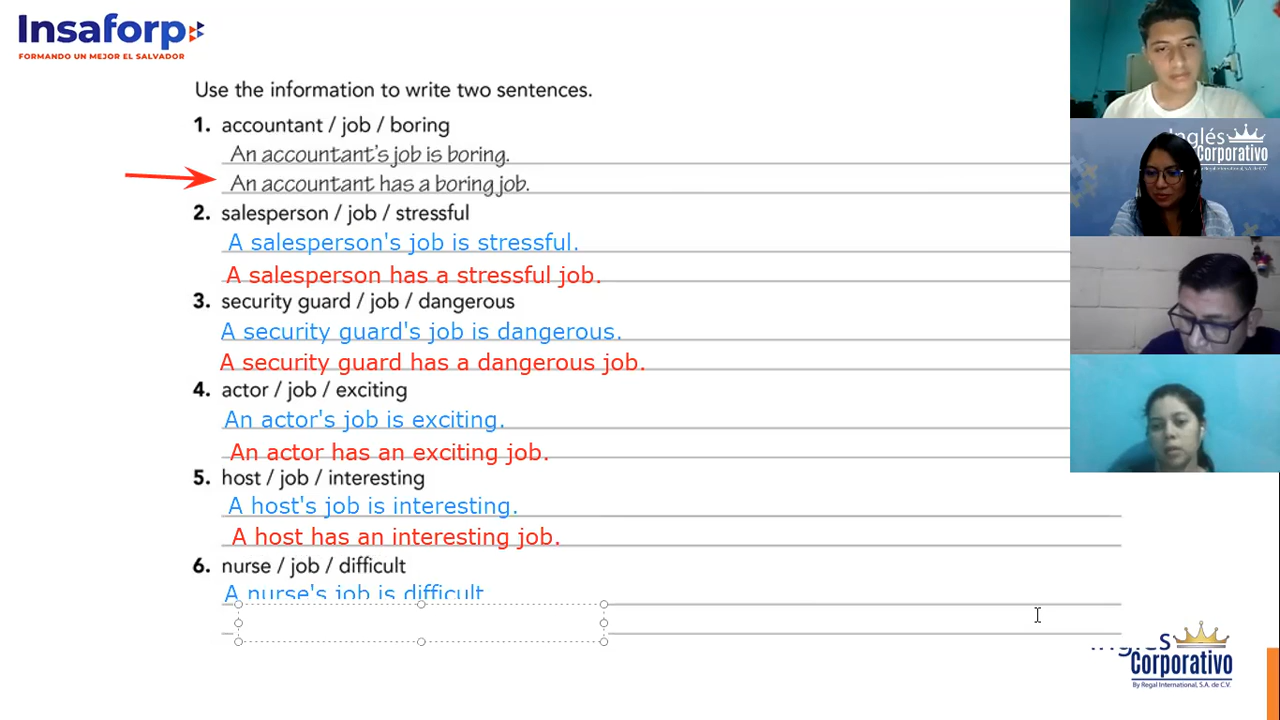 Insaforp
FORMANDO UN MEJOR EL SALVADOR
Use the information to write two sentences.
1. accountant / job / boring
An accountant's job is boring.
An accountant has a boring job.
2. salesperson / job / stressful
A salesperson's job is stressful.
A salesperson has a stressful job.
3. security guard / job / dangerous
A security guard's job is dangerous.
A security guard has a dangerous job.
4. actor / job / exciting
An actor's job is exciting.
An actor has an exciting job.
5. host / job / interesting
A host's job is interesting.
A host has an interesting job.
6. nurse / job / difficult
A nurse's job is difficult
Inglés
Corporativo
Inglés
Corporativo
By Regal International, S.A. de C.V.